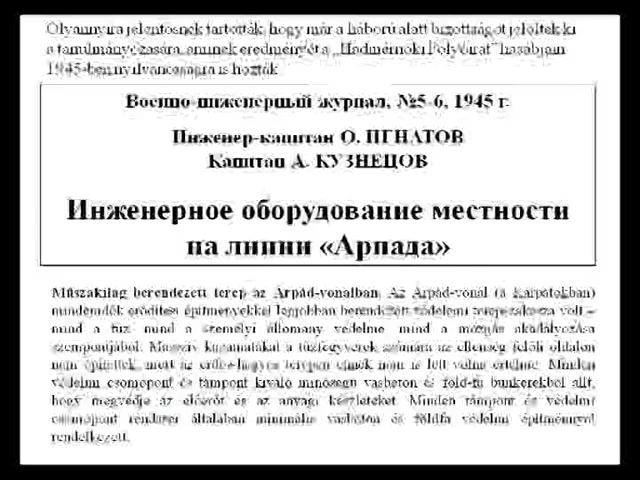 Olyannyira jelentősnek tartották, hogy már a háború alatt bizottságot jelöltek ki
a tanulmányozására, aminek eredményét a „Hadmérnöki Folyóirat” hasábjain
1945-ben nyilvánosságra is hozták
Военно-инженерный журнал, №5-6, 1945 г.
Инженер-капитан О. ИГНАТОВ
Капитан А. КУЗНЕЦОВ
Инженерное оборудование местности
на линии «Арпада»
Műszakilag berendezett terep az Árpád-vonalban. Az Árpád-vonal (a Kárpátokban)
mindenféle erődítési építményekkel legjobban berendezett védelmi terepszakasza volt –
mind a tűz mind a személyi állomány védelme mind a mozgás akadályozása
szempontjából. Masszív kazamatákat a tűzfegyverek számára az ellenség felőli oldalon
nem építettek, mert az erdős-hegyes terepen ennek nem is lett volna értelme. Minden
védelmi csomópont és támpont kiváló minőségű vasbeton és föld-fa bunkerekből állt,
hogy megvédje az élőerőt és az anyagi készleteket. Minden támpont és védelmi
csomópont rendszer általában minimális vasbeton és földfa védelmi építménnyel
rendelkezett.